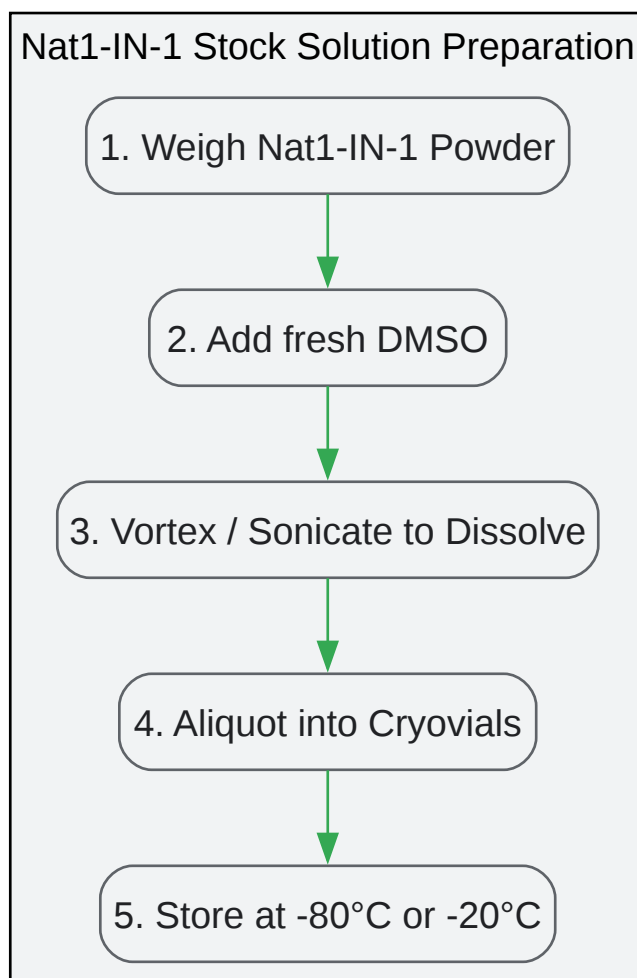 Nat1-IN-1 Stock Solution Preparation
1. Weigh Nat1-IN-1 Powder
2. Add fresh DMSO
3. Vortex / Sonicate to Dissolve
4. Aliquot into Cryovials
5. Store at -80°C or -20°C